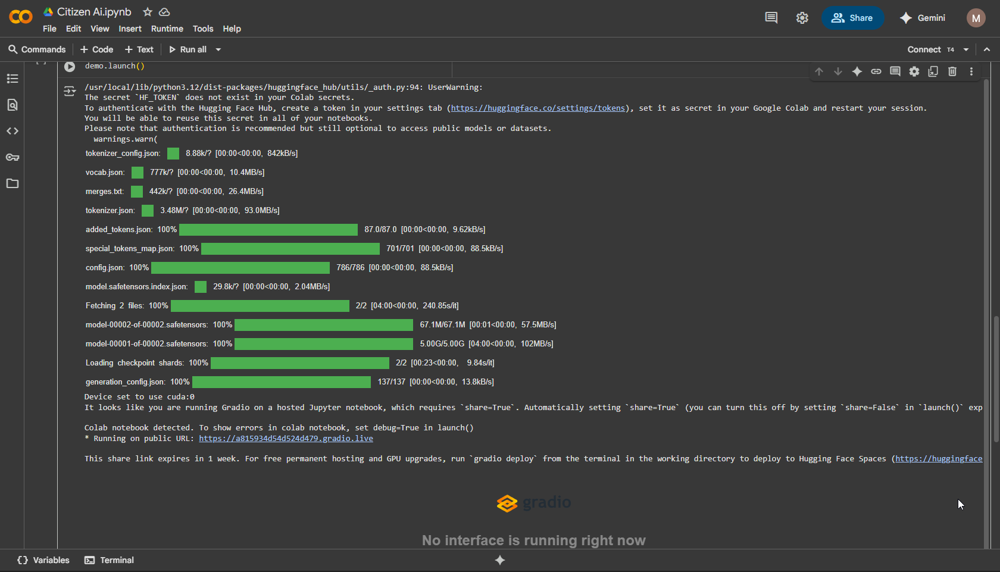 Citizen Ai.ipynb
File Edit View Insert Runtime Tools Help
Share
Gemini
M
Commands + Code + Text Run all
Connect T4
[ ]
demo.launch()
/usr/local/lib/python3.12/dist-packages/huggingface_hub/utils/_auth.py:94: UserWarning:
The secret `HF_TOKEN` does not exist in your Colab secrets.
To authenticate with the Hugging Face Hub, create a token in your settings tab (https://huggingface.co/settings/tokens), set it as secret in your Google Colab and restart your session.
You will be able to reuse this secret in all of your notebooks.
Please note that authentication is recommended but still optional to access public models or datasets.
warnings.warn(
tokenizer_config.json: 8.88k/? [00:00<00:00, 842kB/s]
vocab.json: 777k/? [00:00<00:00, 10.4MB/s]
merges.txt: 442k/? [00:00<00:00, 26.4MB/s]
tokenizer.json: 3.48M/? [00:00<00:00, 93.0MB/s]
added_tokens.json: 100% 87.0/87.0 [00:00<00:00, 9.62kB/s]
special_tokens_map.json: 100% 701/701 [00:00<00:00, 88.5kB/s]
config.json: 100% 786/786 [00:00<00:00, 88.5kB/s]
model.safetensors.index.json: 29.8k/? [00:00<00:00, 2.04MB/s]
Fetching 2 files: 100% 2/2 [04:00<00:00, 240.85s/it]
model-00002-of-00002.safetensors: 100% 67.1M/67.1M [00:01<00:00, 57.5MB/s]
model-00001-of-00002.safetensors: 100% 5.00G/5.00G [04:00<00:00, 102MB/s]
Loading checkpoint shards: 100% 2/2 [00:23<00:00, 9.84s/it]
generation_config.json: 100% 137/137 [00:00<00:00, 13.8kB/s]
Device set to use cuda:0
It looks like you are running Gradio on a hosted Jupyter notebook, which requires `share=True`. Automatically setting `share=True` (you can turn this off by setting `share=False` in `launch()` exp
Colab notebook detected. To show errors in colab notebook, set debug=True in launch()
* Running on public URL: https://a815934d54d524d479.gradio.live
This share link expires in 1 week. For free permanent hosting and GPU upgrades, run `gradio deploy` from the terminal in the working directory to deploy to Hugging Face Spaces (https://huggingface
gradio
No interface is running right now
Variables Terminal